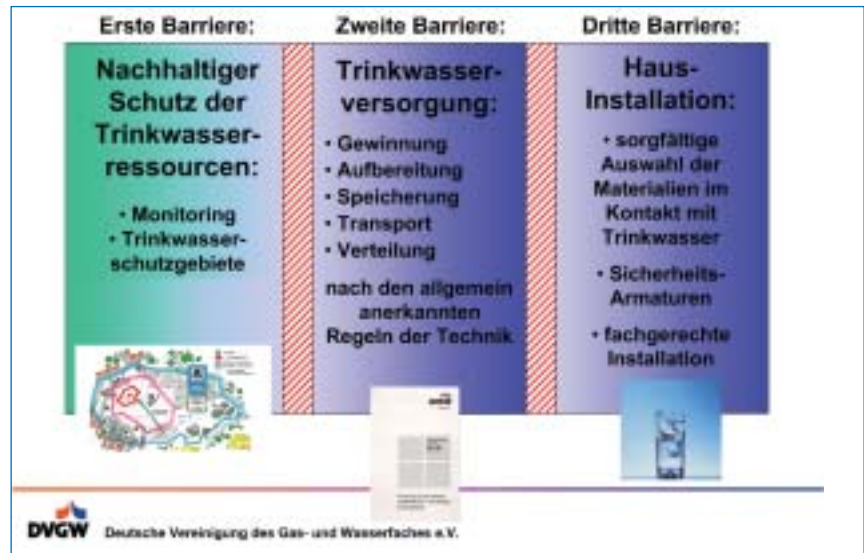 Erste Barriere:
Nachhaltiger
Schutz der
Trinkwasser-
ressourcen:
• Monitoring
• Trinkwasser-
schutzgebiete
Zweite Barriere:
Trinkwasser-
versorgung:
• Gewinnung
• Aufbereitung
• Speicherung
• Transport
• Verteilung
nach den allgemein
anerkannten
Regeln der Technik
Dritte Barriere:
Haus-
Installation:
• sorgfältige
Auswahl der
Materialien im
Kontakt mit
Trinkwasser
• Sicherheits-
Armaturen
• fachgerechte
Installation
DVGW Deutsche Vereinigung des Gas- und Wasserfaches e.V.